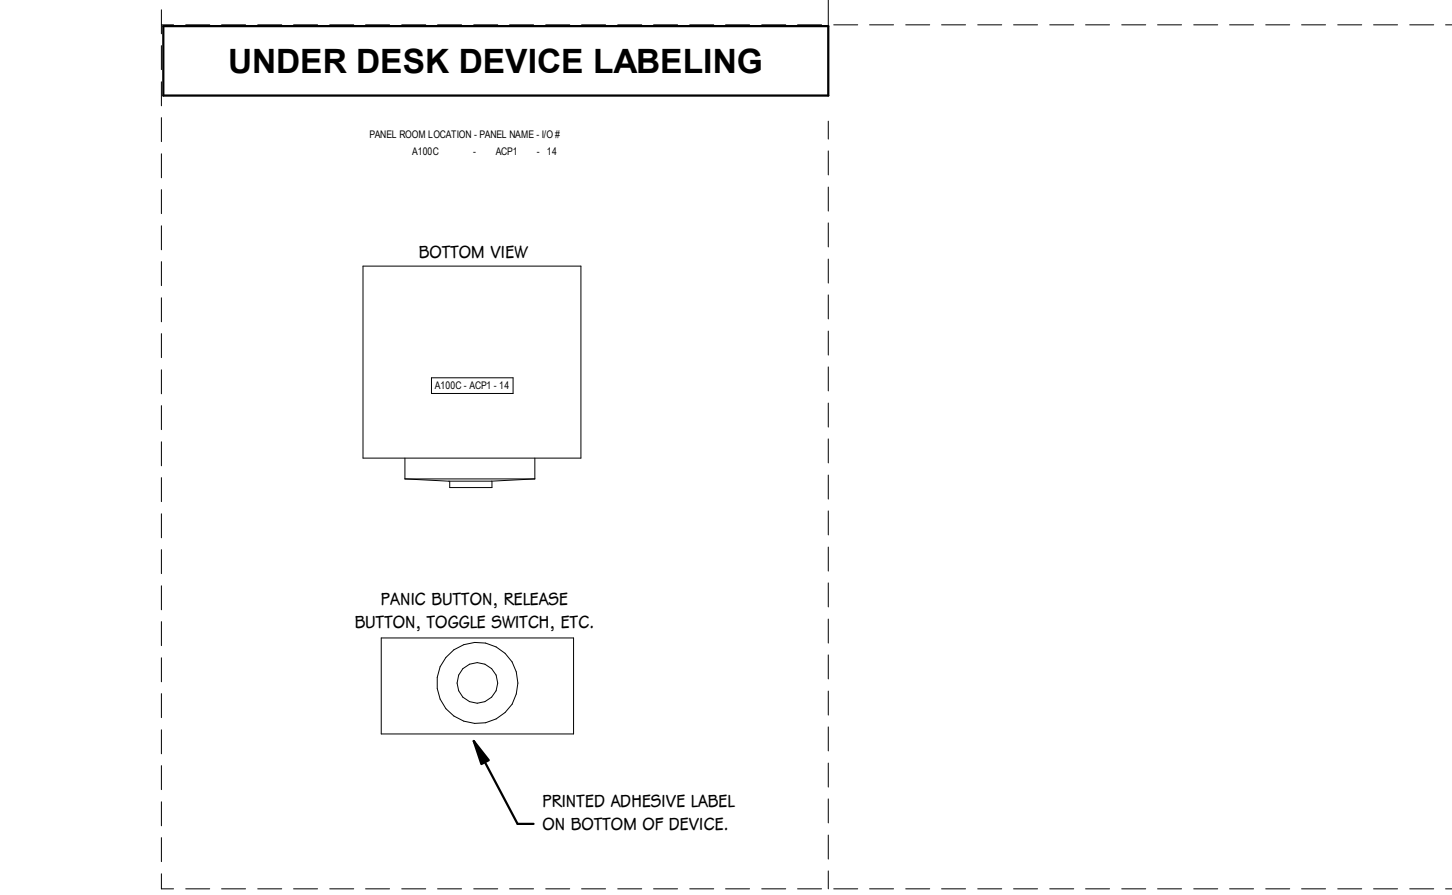 UNDER DESK DEVICE LABELING
PANEL ROOM LOCATION - PANEL NAME - I/O #
A100C - ACP1 - 14
BOTTOM VIEW
A100C - ACP1 - 14
PANIC BUTTON, RELEASE
BUTTON, TOGGLE SWITCH, ETC.
PRINTED ADHESIVE LABEL
ON BOTTOM OF DEVICE.